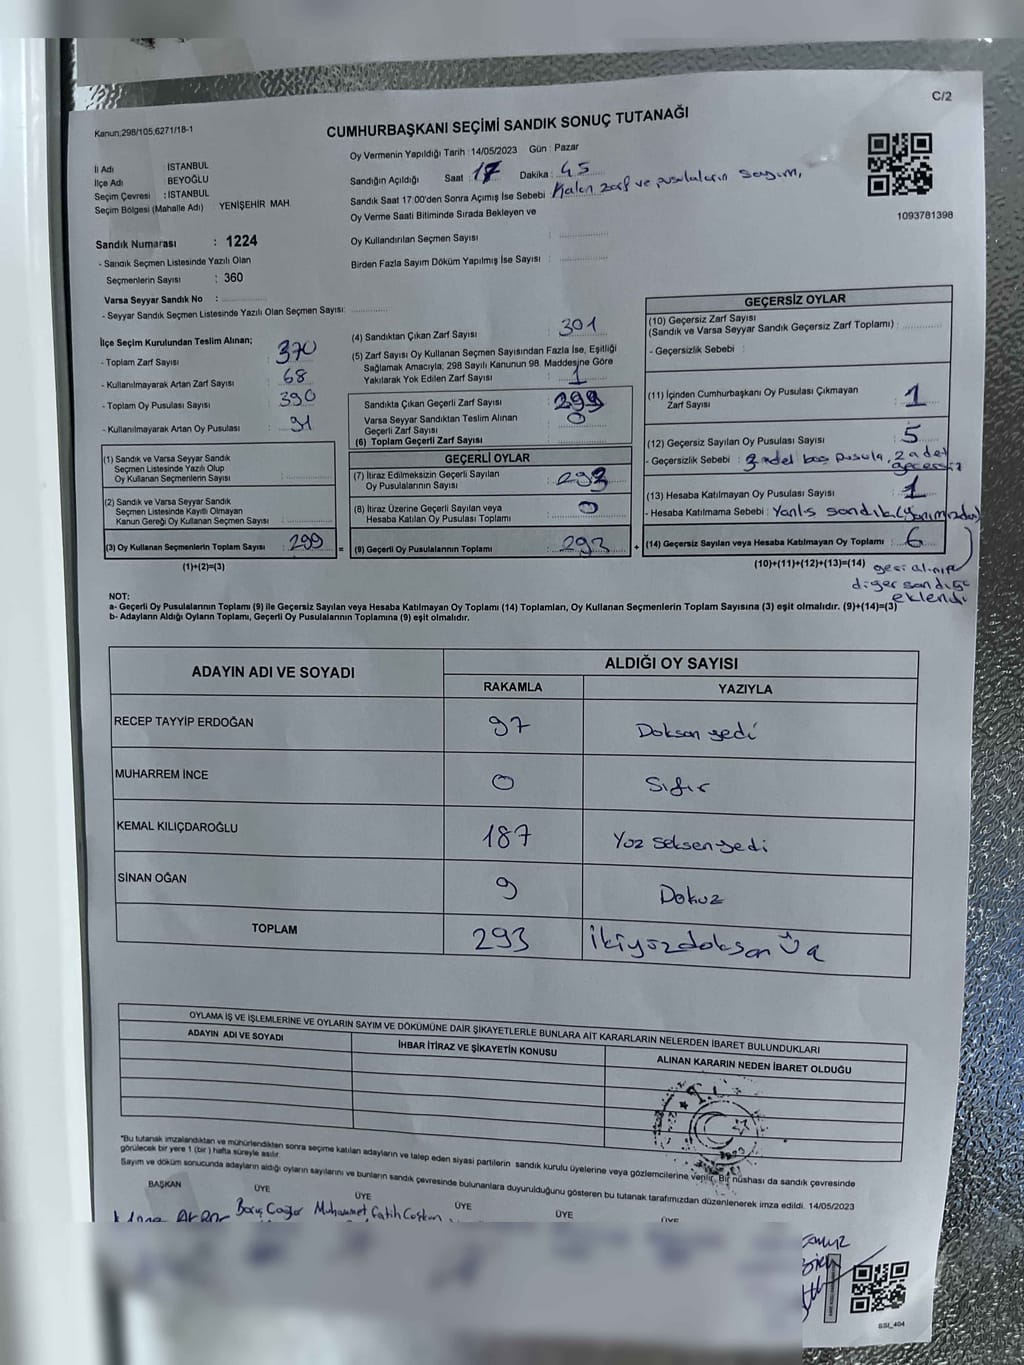 C/2
Kanun;298/105,6271/18-1
CUMHURBAŞKANI SEÇİMİ SANDIK SONUÇ TUTANAĞI
1093781398
İl Adı : İSTANBUL
İlçe Adı : BEYOĞLU
Seçim Çevresi : İSTANBUL
Seçim Bölgesi (Mahalle Adı) YENİŞEHİR MAH
Sandık Numarası : 1224
- Sandık Seçmen Listesinde Yazılı Olan
Seçmenlerin Sayısı : 360
Varsa Seyyar Sandık No :
- Seyyar Sandık Seçmen Listesinde Yazılı Olan Seçmen Sayısı:
Oy Vermenin Yapıldığı Tarih : 14/05/2023 Gün : Pazar
Sandığın Açıldığı Saat : 17 Dakika : 45
Sandık Saat 17:00'den Sonra Açılmış İse Sebebi Kalan zarf ve pusulaların sayım,
Oy Verme Saati Bitiminde Sırada Bekleyen ve
Oy Kullandırılan Seçmen Sayısı :
Birden Fazla Sayım Döküm Yapılmış İse Sayısı :
İlçe Seçim Kurulundan Teslim Alınan;
- Toplam Zarf Sayısı : 370
- Kullanılmayarak Artan Zarf Sayısı : 68
- Toplam Oy Pusulası Sayısı : 390
- Kullanılmayarak Artan Oy Pusulası : 91
(1) Sandık ve Varsa Seyyar Sandık
Seçmen Listesinde Yazılı Olup
Oy Kullanan Seçmenlerin Sayısı :
(2) Sandık ve Varsa Seyyar Sandık
Seçmen Listesinde Kayıtlı Olmayan
Kanun Gereği Oy Kullanan Seçmen Sayısı :
(3) Oy Kullanan Seçmenlerin Toplam Sayısı : 299
(1)+(2)=(3)
(4) Sandıktan Çıkan Zarf Sayısı : 301
(5) Zarf Sayısı Oy Kullanan Seçmen Sayısından Fazla İse, Eşitliği
Sağlamak Amacıyla; 298 Sayılı Kanunun 98. Maddesine Göre
Yakılarak Yok Edilen Zarf Sayısı : 1
Sandıkta Çıkan Geçerli Zarf Sayısı : 299
Varsa Seyyar Sandıktan Teslim Alınan
Geçerli Zarf Sayısı : 0
(6) Toplam Geçerli Zarf Sayısı :
GEÇERLİ OYLAR
(7) İtiraz Edilmeksizin Geçerli Sayılan
Oy Pusulalarının Sayısı : 293
(8) İtiraz Üzerine Geçerli Sayılan veya
Hesaba Katılan Oy Pusulası Toplamı : 0
= (9) Geçerli Oy Pusulalarının Toplamı : 293 +
GEÇERSİZ OYLAR
(10) Geçersiz Zarf Sayısı
(Sandık ve Varsa Seyyar Sandık Geçersiz Zarf Toplamı) :
- Geçersizlik Sebebi :
(11) İçinden Cumhurbaşkanı Oy Pusulası Çıkmayan
Zarf Sayısı : 1
(12) Geçersiz Sayılan Oy Pusulası Sayısı : 5
- Geçersizlik Sebebi : 3 adet boş pusula, 2 adet
geçersiz
(13) Hesaba Katılmayan Oy Pusulası Sayısı : 1
- Hesaba Katılmama Sebebi : Yanlış sandık
(14) Geçersiz Sayılan veya Hesaba Katılmayan Oy Toplamı : 6
(10)+(11)+(12)+(13)=(14)
geri alınıp
diğer sandığa
eklendi
NOT:
a- Geçerli Oy Pusulalarının Toplamı (9) ile Geçersiz Sayılan veya Hesaba Katılmayan Oy Toplamı (14) Toplamları, Oy Kullanan Seçmenlerin Toplam Sayısına (3) eşit olmalıdır. (9)+(14)=(3)
b- Adayların Aldığı Oyların Toplamı, Geçerli Oy Pusulalarının Toplamına (9) eşit olmalıdır.
ADAYIN ADI VE SOYADI ALDIĞI OY SAYISI
RAKAMLA YAZIYLA
RECEP TAYYİP ERDOĞAN 97 Doksan yedi
MUHARREM İNCE 0 Sıfır
KEMAL KILIÇDAROĞLU 187 Yüz seksen yedi
SİNAN OĞAN 9 Dokuz
TOPLAM 293 İkiyüzdoksan Üç
OYLAMA İŞ VE İŞLEMLERİNE VE OYLARIN SAYIM VE DÖKÜMÜNE DAİR ŞİKAYETLERLE BUNLARA AİT KARARLARIN NELERDEN İBARET BULUNDUKLARI
ADAYIN ADI VE SOYADI İHBAR İTİRAZ VE ŞİKAYETİN KONUSU ALINAN KARARIN NEDEN İBARET OLDUĞU
*Bu tutanak imzalandıktan ve mühürlendikten sonra seçime katılan adayların ve talep eden siyasi partilerin sandık kurulu üyelerine veya gözlemcilerine verilir. Bir nüshası da sandık çevresinde
görülecek bir yere 1 (bir) hafta süreyle asılır.
Sayım ve döküm sonucunda adayların aldığı oyların sayılarını ve bunların sandık çevresinde bulunanlara duyurulduğunu gösteren bu tutanak tarafımızdan düzenlenerek imza edildi. 14/05/2023
BAŞKAN ÜYE ÜYE ÜYE ÜYE ÜYE
Muhammet Fatih Coşkun
SSI_404